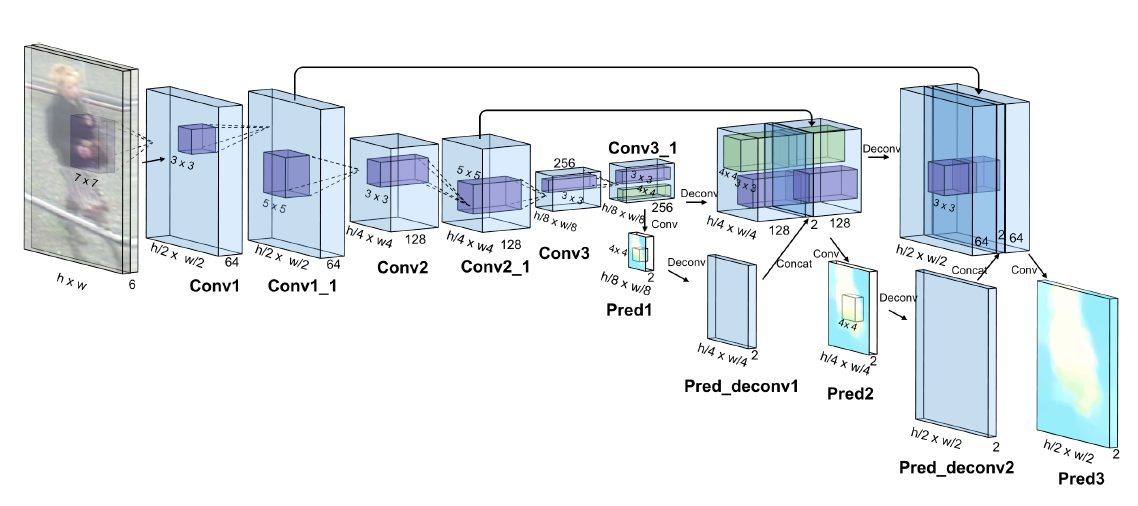 7 x 7
h x w
6
3 x 3
h/2 x w/2
64
Conv1
5 x 5
h/2 x w/2
64
Conv1_1
3 x 3
h/4 x w4
128
Conv2
5 x 5
h/4 x w4
128
Conv2_1
256
3 x 3
h/8 x w/8
Conv3
Conv3_1
3 x 3
4 x 4
h/8 x w/8
256
Conv
4 x 4
2
h/8 x w/8
Pred1
Deconv
Deconv
4 x 4
3 x 3
h/4 x w/4
128
2
128
Concat
h/4 x w/4
2
Pred_deconv1
Conv
4x 4
h/4 x w/4
2
Pred2
Deconv
Deconv
3 x 3
64
2
64
h/2 x w/2
Concat
Conv
h/2 x w/2
2
Pred_deconv2
h/2 x w/2
2
Pred3